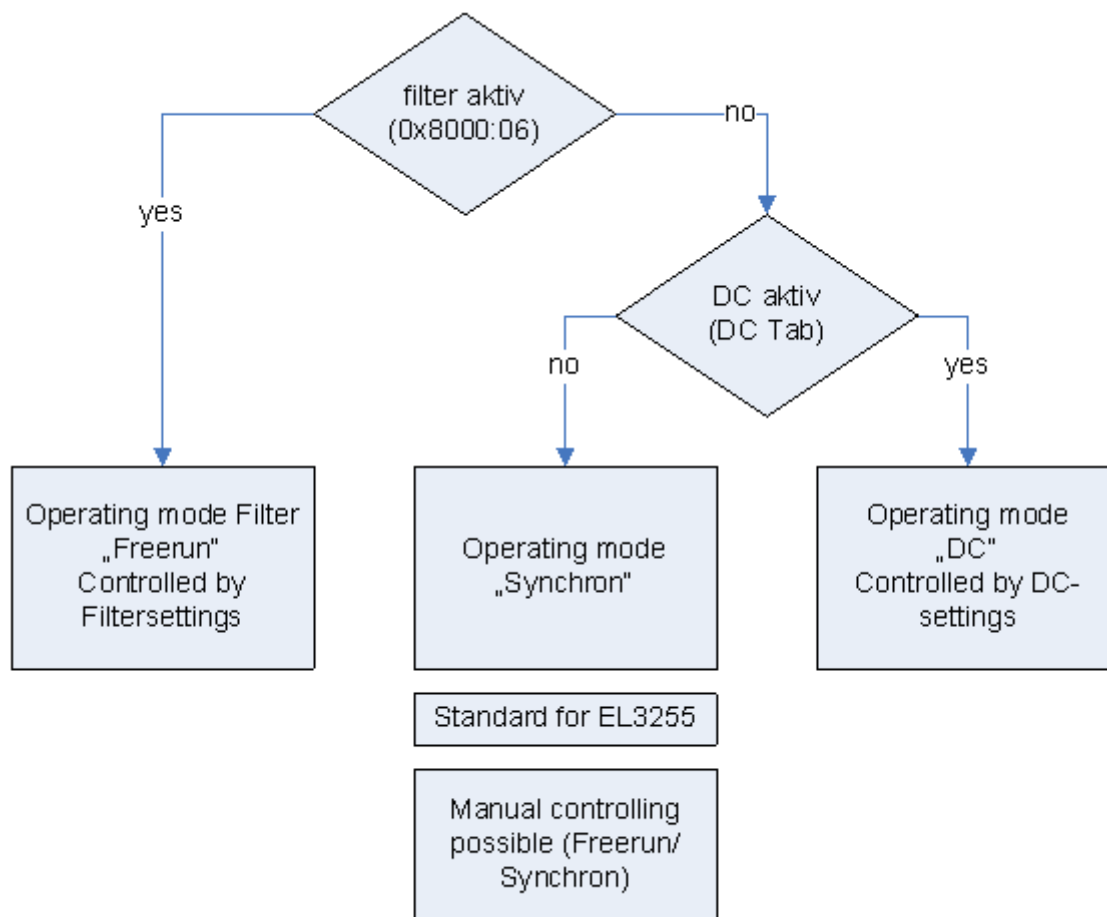 filter aktiv
(0x8000:06)
no
yes
DC aktiv
(DC Tab)
no
yes
Operating mode Filter
„Freerun"
Controlled by
Filtersettings
Operating mode
„Synchron"
Operating mode
„DC"
Controlled by DC-
settings
Standard for EL3255
Manual controlling
possible (Freerun/
Synchron)